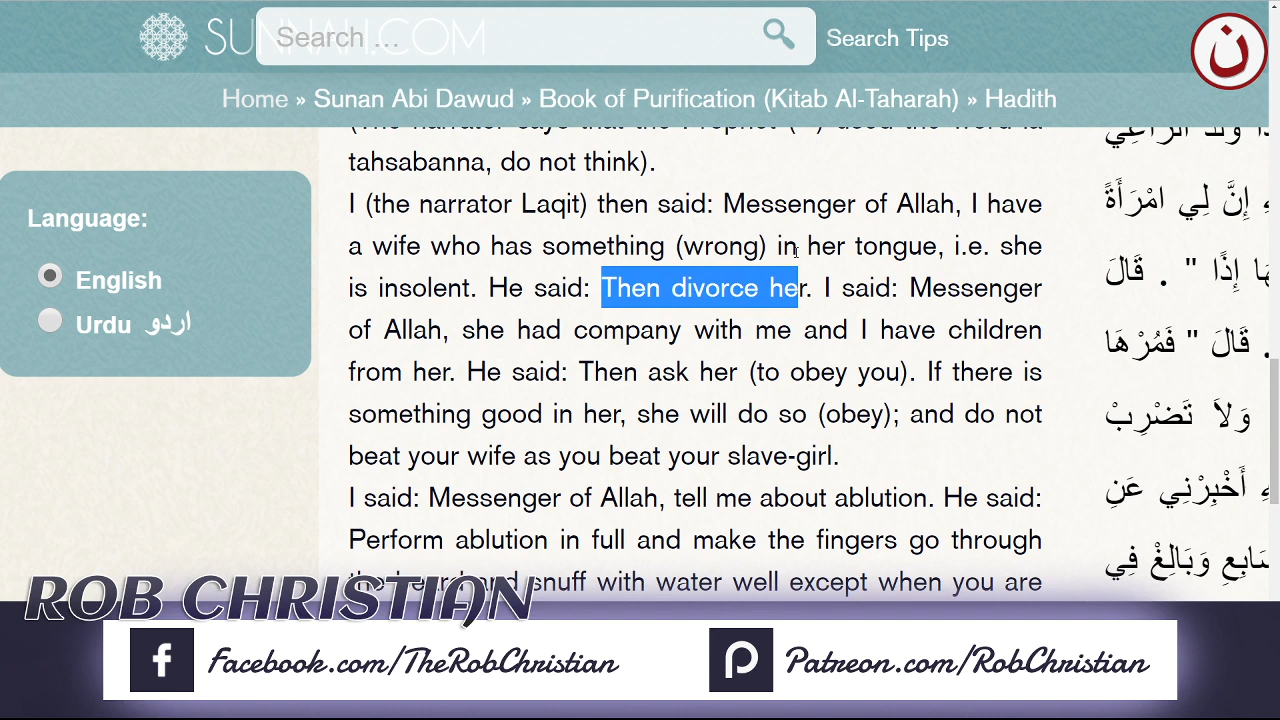 SUNNAH.COM
Search ...
Search Tips
ن
Home » Sunan Abi Dawud » Book of Purification (Kitab Al-Taharah) » Hadith
Language:
English
Urdu اردو
tahsabanna, do not think).
I (the narrator Laqit) then said: Messenger of Allah, I have
a wife who has something (wrong) in her tongue, i.e. she
is insolent. He said: Then divorce her. I said: Messenger
of Allah, she had company with me and I have children
from her. He said: Then ask her (to obey you). If there is
something good in her, she will do so (obey); and do not
beat your wife as you beat your slave-girl.
I said: Messenger of Allah, tell me about ablution. He said:
Perform ablution in full and make the fingers go through
snuff with water well except when you are
إِنَّ لِي امْرَأَةً
إِذًا " . قَالَ
. قَالَ " فَمُرْهَا
وَلاَ تَضْرِبْ
أَخْبِرْنِي عَنِ
وَبَالِغْ فِي
ROB CHRISTIAN
Facebook.com/TheRobChristian
Patreon.com/RobChristian